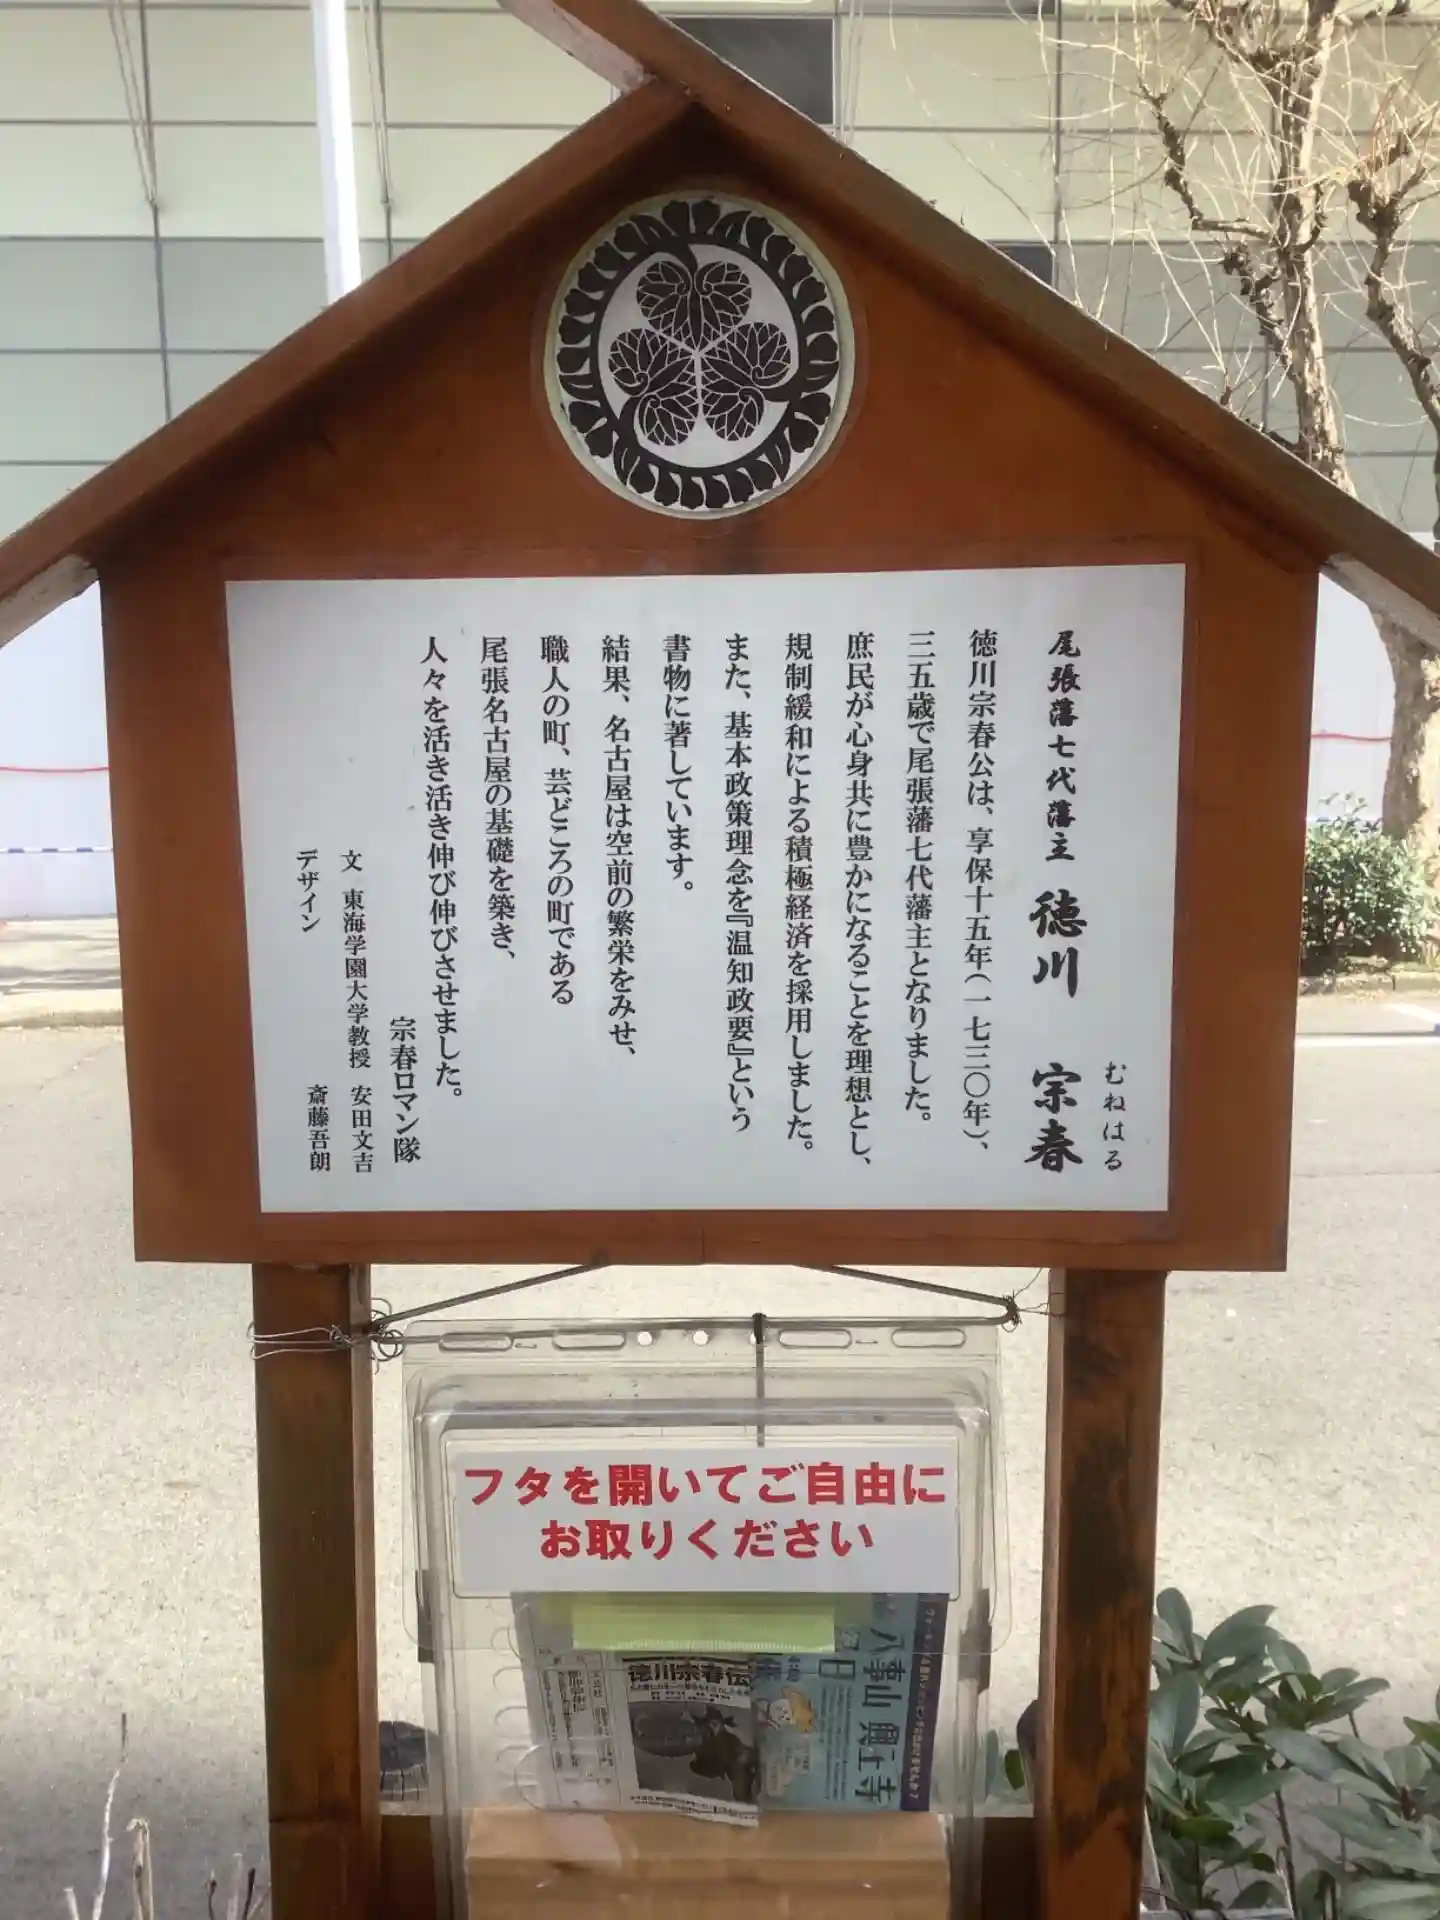 尾張藩七代藩主 徳川 宗春
むねはる
徳川宗春公は、享保十五年(一七三〇年)、
三五歳で尾張藩七代藩主となりました。
庶民が心身共に豊かになることを理想とし、
規制緩和による積極経済を採用しました。
また、基本政策理念を『温知政要』という
書物に著しています。
結果、名古屋は空前の繁栄をみせ、
職人の町、芸どころの町である
尾張名古屋の基礎を築き、
人々を活き活き伸び伸びさせました。
宗春ロマン隊
文 東海学園大学教授 安田文吉
デザイン 斎藤吾朗
フタを開いてご自由に
お取りください
徳川宗春伝
八事山 興正寺